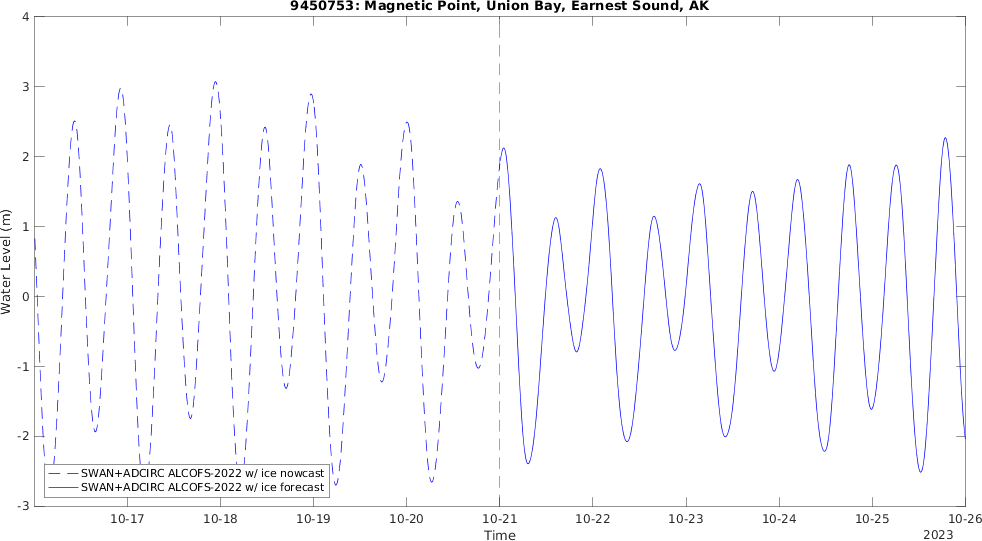 9450753: Magnetic Point, Union Bay, Earnest Sound, AK
4
3
2
1
0
-1
-2
-3
Water Level (m)
SWAN+ADCIRC ALCOFS-2022 w/ ice nowcast
SWAN+ADCIRC ALCOFS-2022 w/ ice forecast
10-17 10-18 10-19 10-20 10-21 10-22 10-23 10-24 10-25 10-26
Time
2023